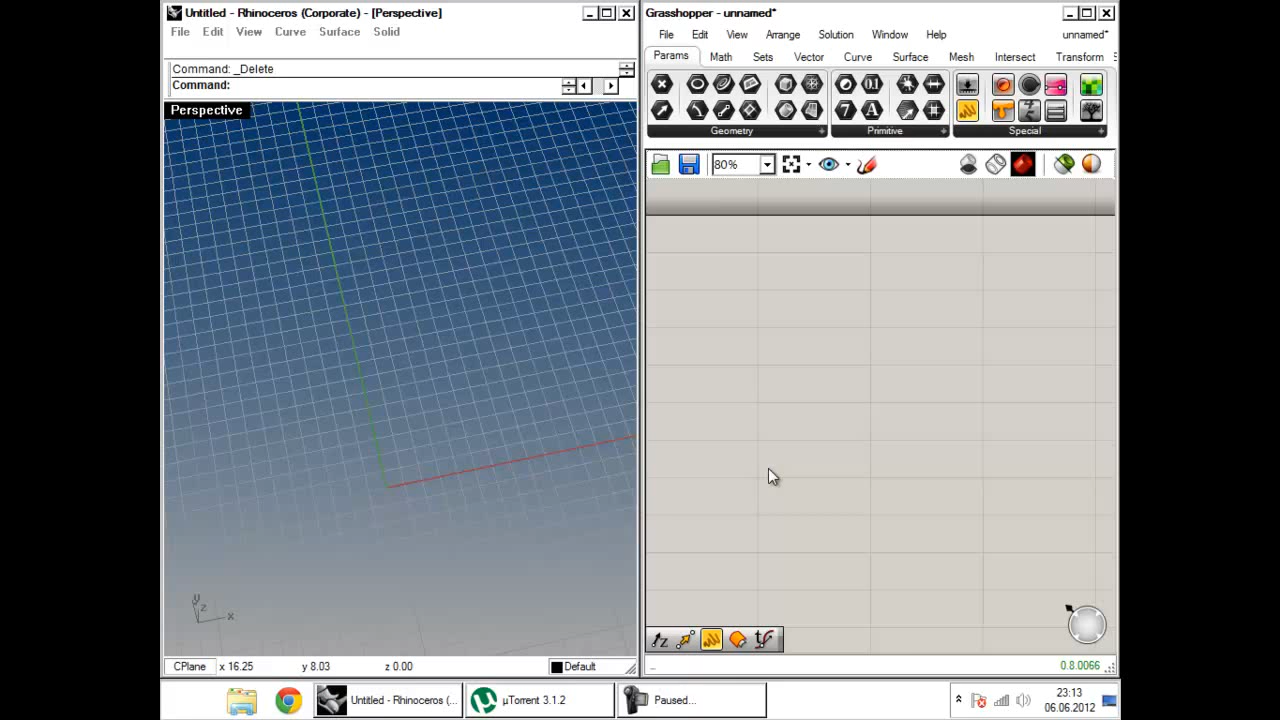 Untitled - Rhinoceros (Corporate) - [Perspective]
File Edit View Curve Surface Solid
Command: _Delete
Command:
Perspective
y
z
x
CPlane x 16.25 y 8.03 z 0.00 Default
Grasshopper - unnamed*
File Edit View Arrange Solution Window Help unnamed*
Params Math Sets Vector Curve Surface Mesh Intersect Transform
0.1
7 A
Geometry Primitive Special
80%
0.8.0066
Untitled - Rhinoceros (... µTorrent 3.1.2 Paused...
23:13
06.06.2012